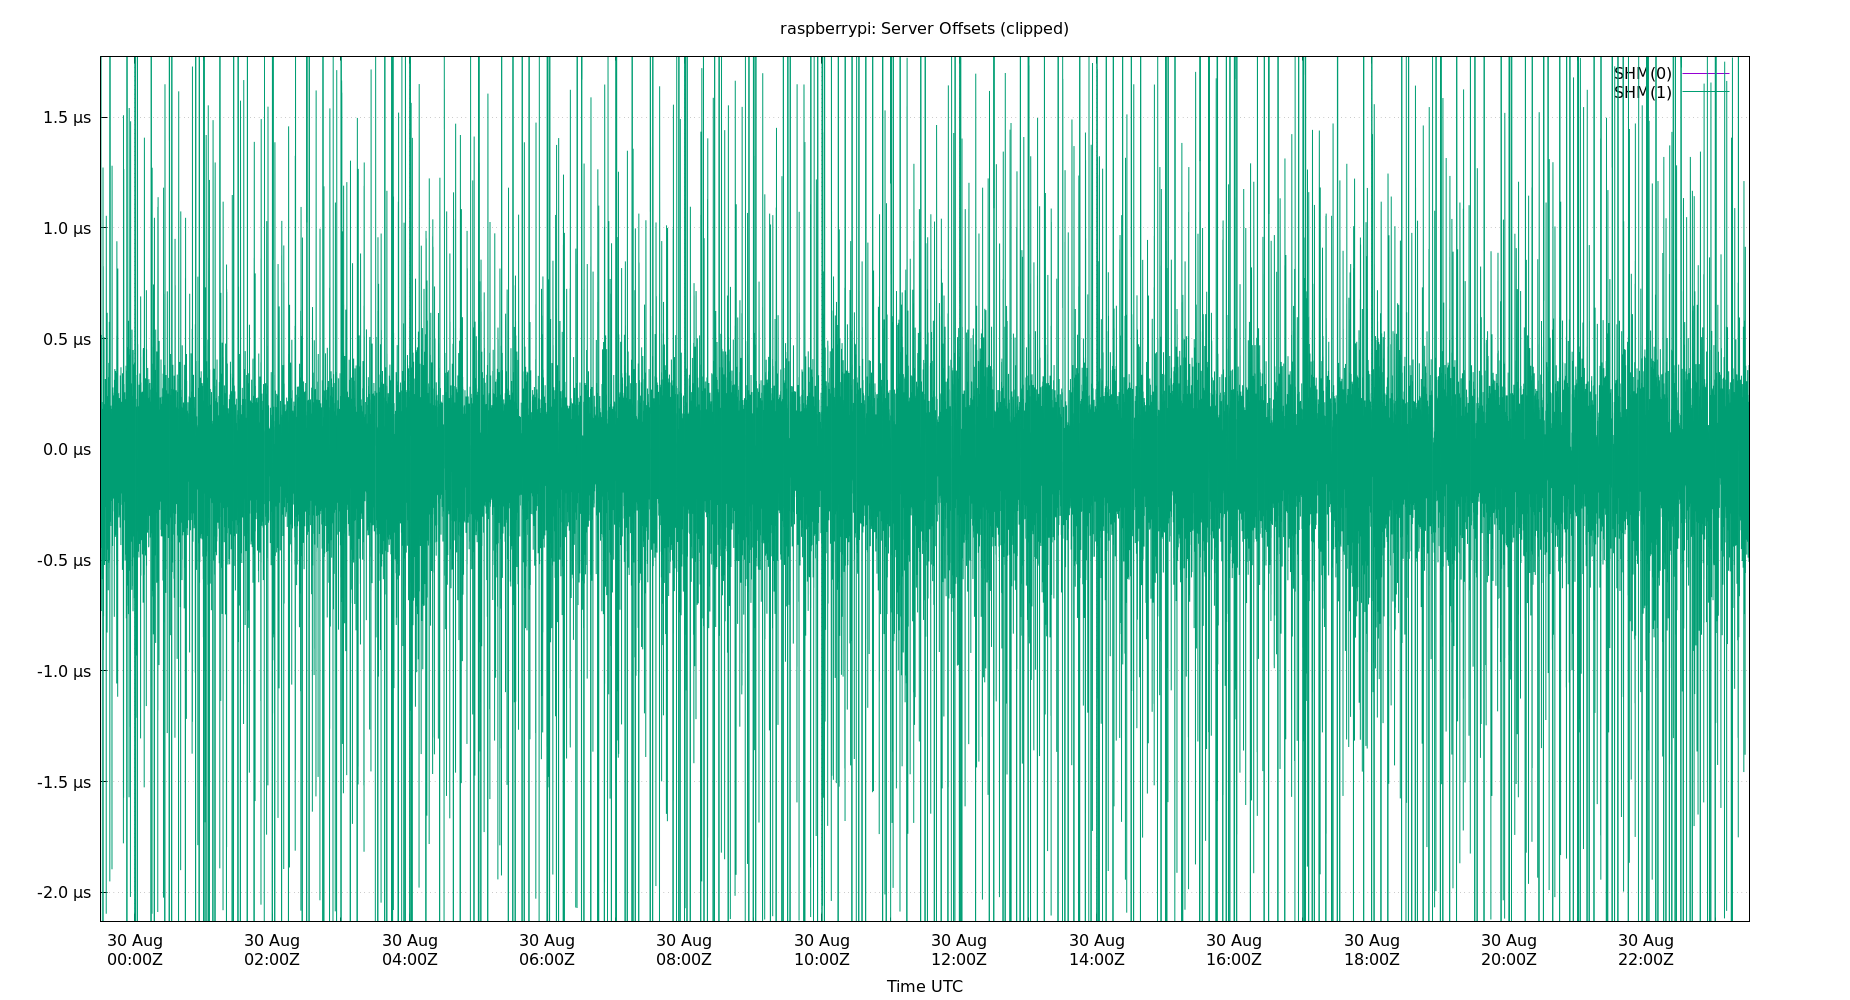 raspberrypi: Server Offsets (clipped)
SHM(0)
SHM(1)
1.5 µs
1.0 µs
0.5 µs
0.0 µs
-0.5 µs
-1.0 µs
-1.5 µs
-2.0 µs
30 Aug 30 Aug 30 Aug 30 Aug 30 Aug 30 Aug 30 Aug 30 Aug 30 Aug 30 Aug 30 Aug 30 Aug
00:00Z 02:00Z 04:00Z 06:00Z 08:00Z 10:00Z 12:00Z 14:00Z 16:00Z 18:00Z 20:00Z 22:00Z
Time UTC